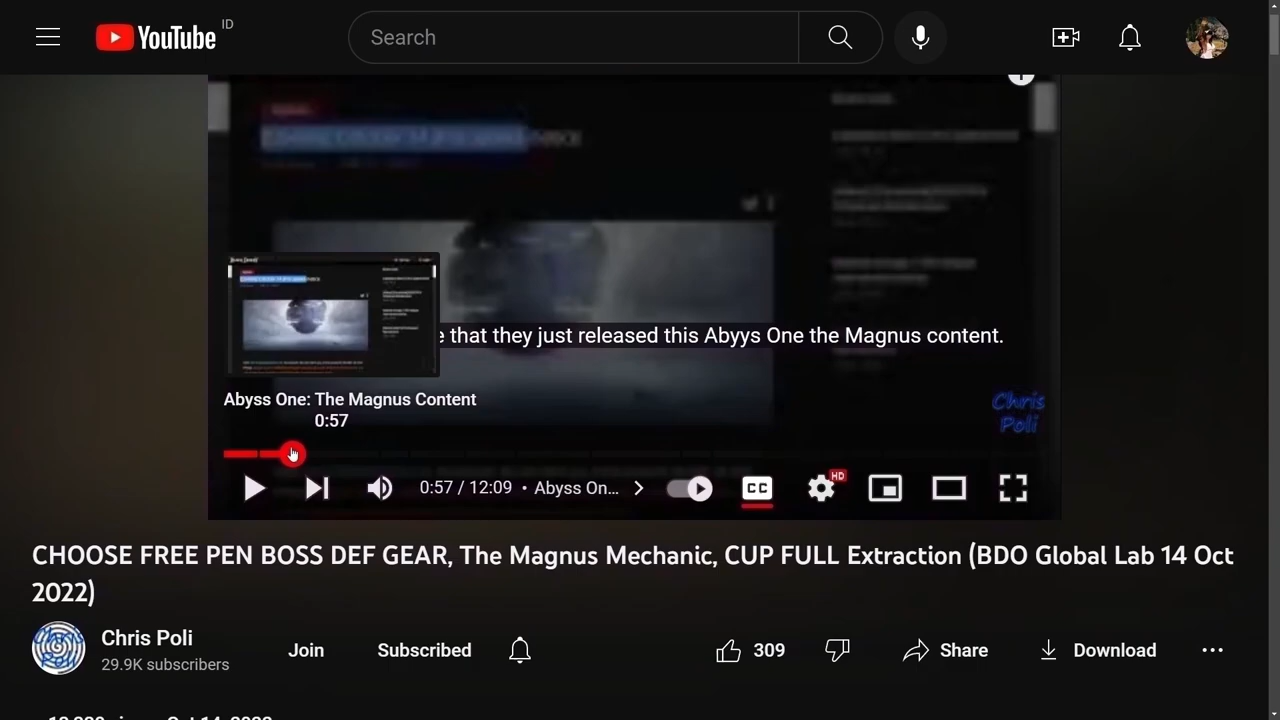 YouTube ID
Search
e that they just released this Abyys One the Magnus content.
Abyss One: The Magnus Content
0:57
Chris
Poli
0:57 / 12:09 • Abyss On...
HD
CC
CHOOSE FREE PEN BOSS DEF GEAR, The Magnus Mechanic, CUP FULL Extraction (BDO Global Lab 14 Oct
2022)
Chris Poli
29.9K subscribers
Join
Subscribed
309
Share
Download